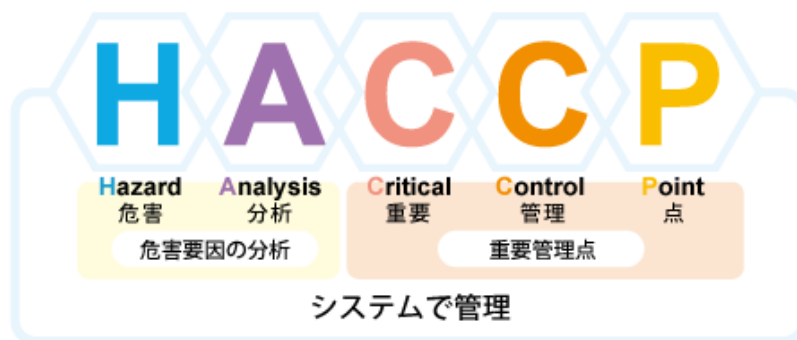 HACCP
Hazard Analysis Critical Control Point
危害 分析 重要 管理 点
危害要因の分析 重要管理点
システムで管理